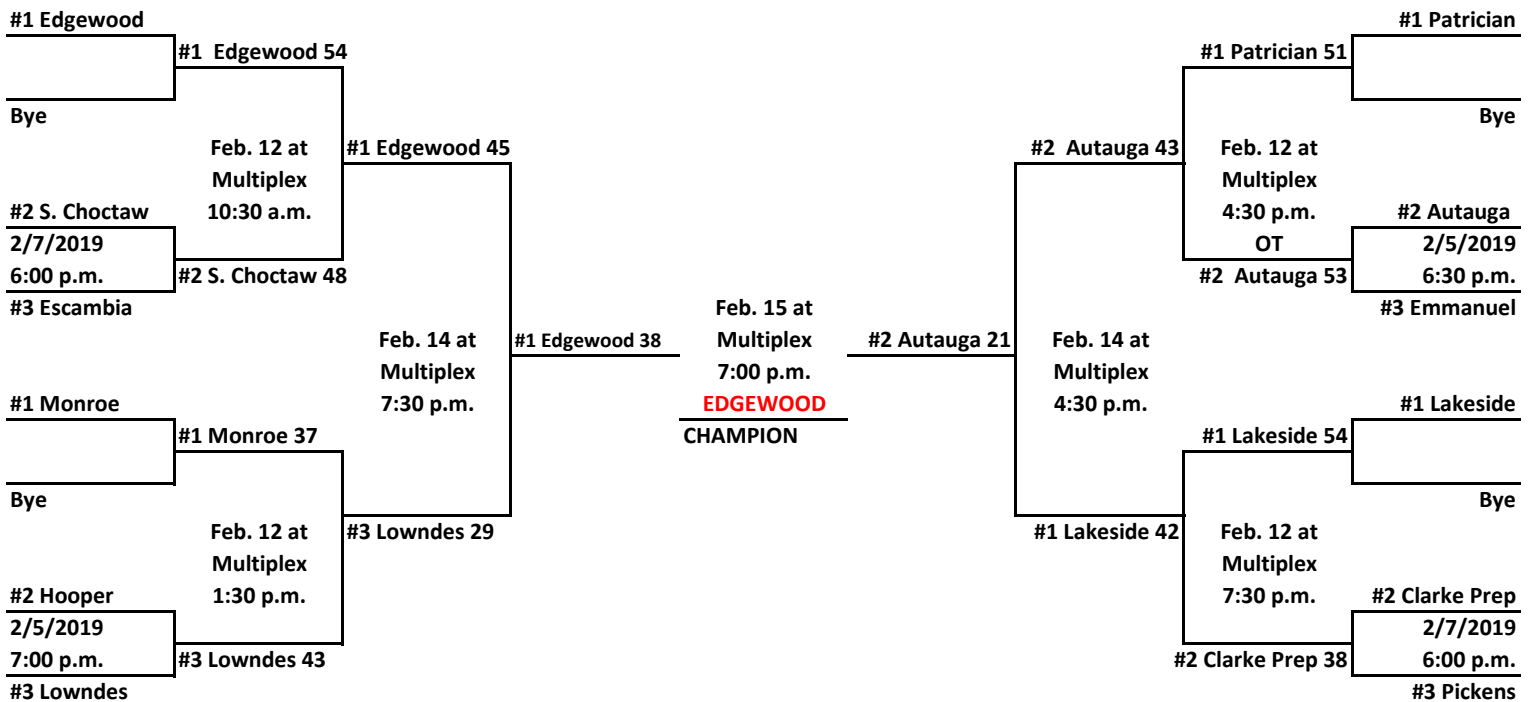 #1 Edgewood
#1  Edgewood 54
Bye
Feb. 12 at
Multiplex
10:30 a.m.
#1 Edgewood 45
#2 S. Choctaw
2/7/2019
6:00 p.m.
#3 Escambia
#2 S. Choctaw 48
Feb. 14 at
Multiplex
7:30 p.m.
#1 Edgewood 38
#1 Monroe
#1 Monroe 37
Bye
Feb. 12 at
Multiplex
1:30 p.m.
#3 Lowndes 29
#2 Hooper
2/5/2019
7:00 p.m.
#3 Lowndes
#3 Lowndes 43
Feb. 15 at
Multiplex
7:00 p.m.
EDGEWOOD
CHAMPION
#1 Patrician
#1 Patrician 51
Bye
#2  Autauga 43
Feb. 12 at
Multiplex
4:30 p.m.
OT
#2 Autauga
2/5/2019
6:30 p.m.
#3 Emmanuel
#2  Autauga 53
#2 Autauga 21
Feb. 14 at
Multiplex
4:30 p.m.
#1 Lakeside
#1 Lakeside 54
Bye
#1 Lakeside 42
Feb. 12 at
Multiplex
7:30 p.m.
#2 Clarke Prep
2/7/2019
6:00 p.m.
#3 Pickens
#2 Clarke Prep 38